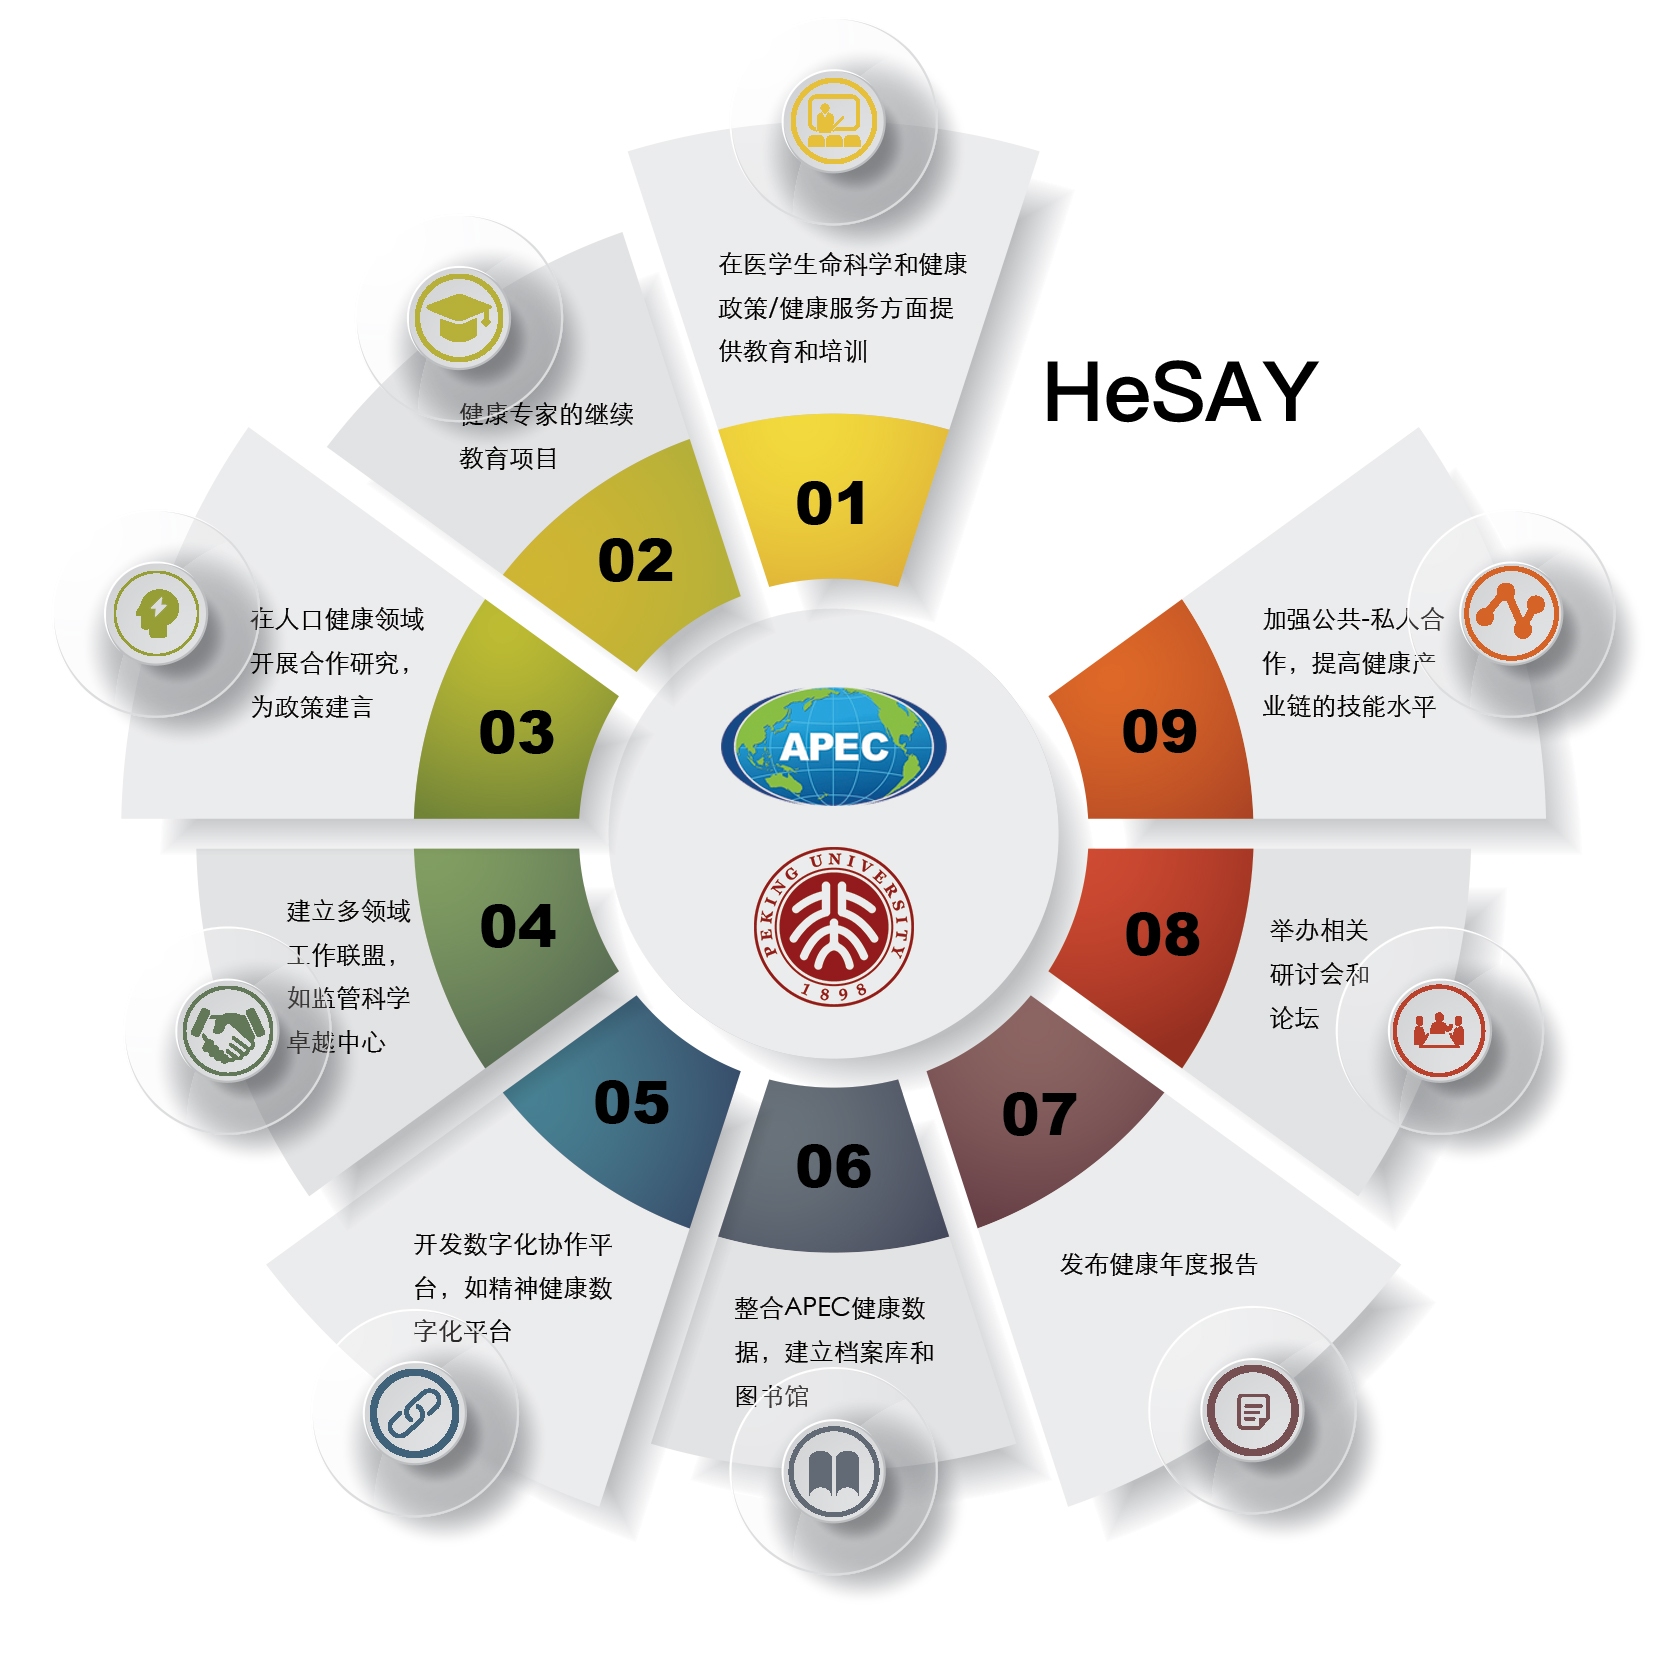 HeSAY
01
在医学生命科学和健康
政策/健康服务方面提
供教育和培训
02
健康专家的继续
教育项目
03
在人口健康领域
开展合作研究，
为政策建言
04
建立多领域
工作联盟，
如监管科学
卓越中心
05
开发数字化协作平
台，如精神健康数
字化平台
06
整合APEC健康数
据，建立档案库和
图书馆
07
发布健康年度报告
08
举办相关
研讨会和
论坛
09
加强公共-私人合
作，提高健康产
业链的技能水平
APEC
PEKING UNIVERSITY
1898